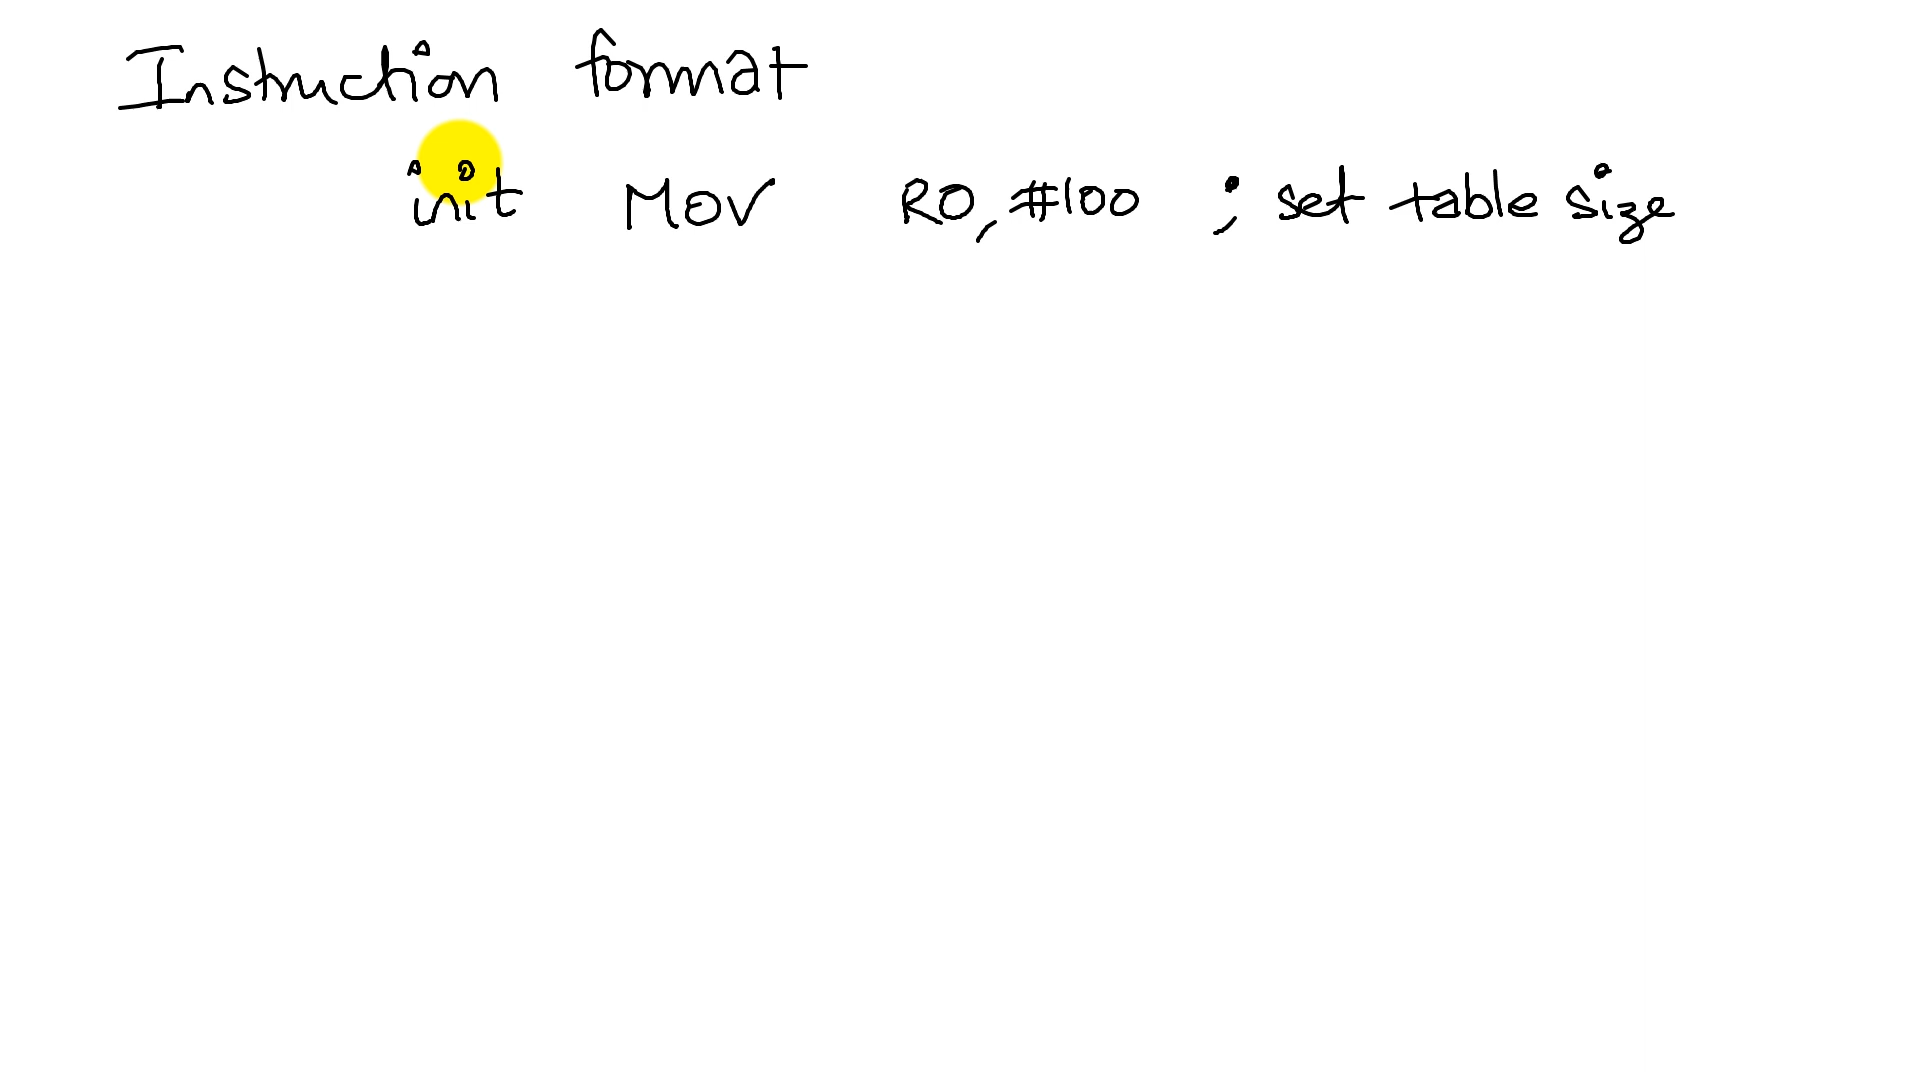 Instruction format
init MOV R0, #100 ; set table size